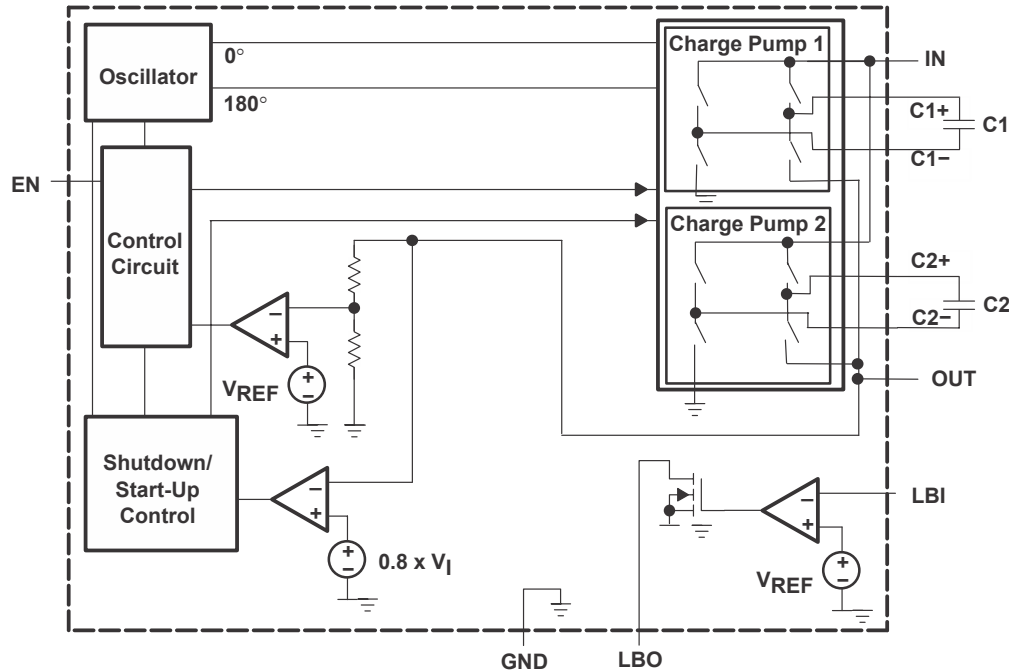 Oscillator
0°
180°
Charge Pump 1
IN
C1+
C1
C1−
EN
Control
Circuit
Charge Pump 2
C2+
C2
C2−
−
+
+
−
VREF
OUT
Shutdown/
Start-Up
Control
−
+
+
−
0.8 x VI
LBI
−
+
+
−
VREF
GND
LBO